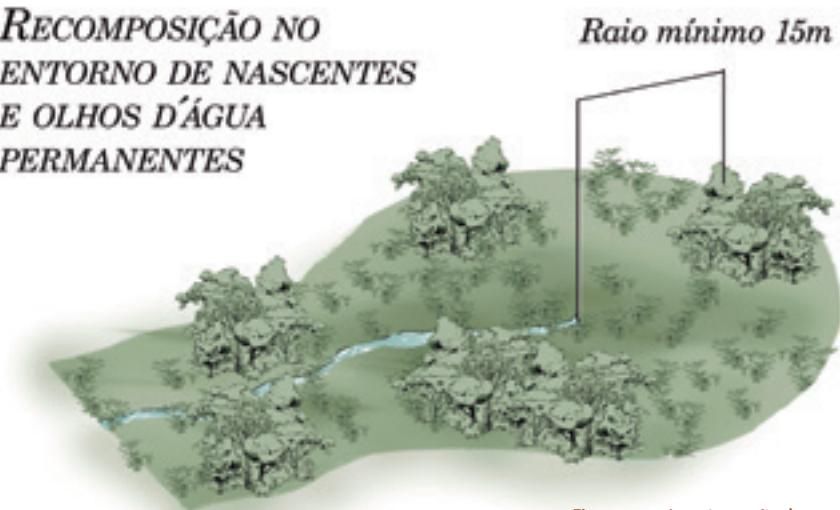 RECOMPOSIÇÃO NO
ENTORNO DE NASCENTES
E OLHOS D'ÁGUA
PERMANENTES
Raio mínimo 15m